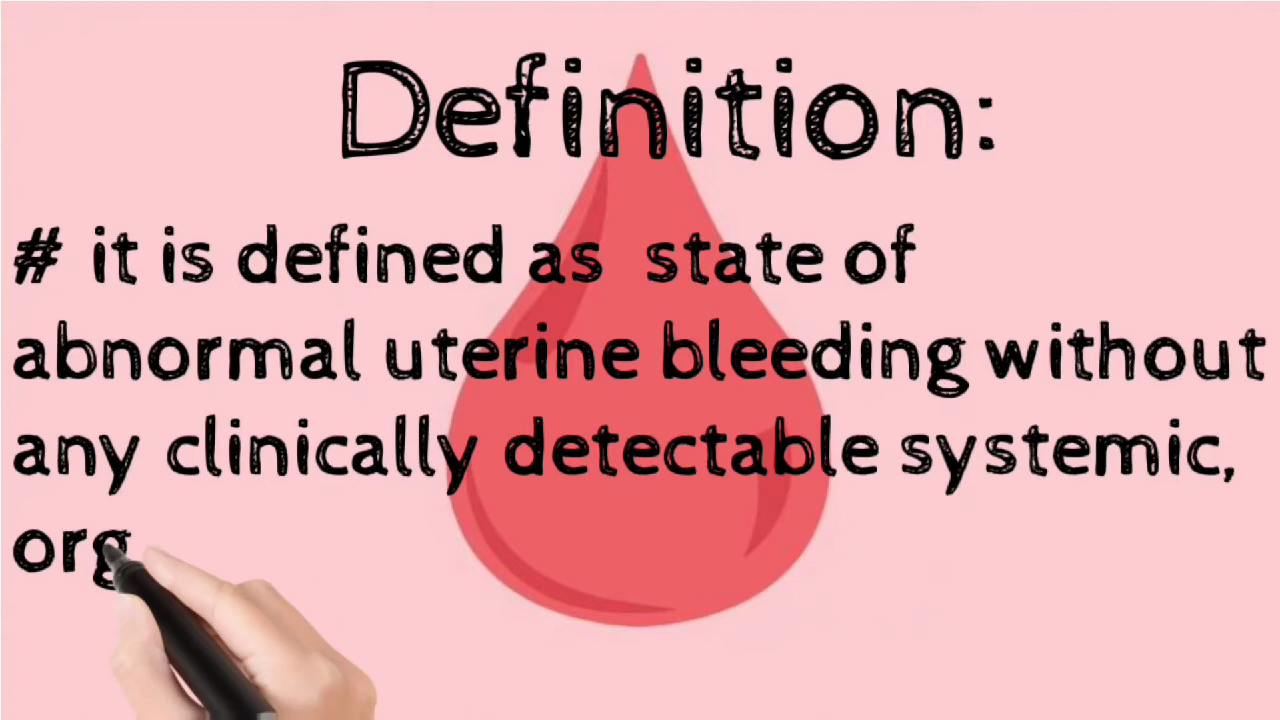 Definition:
# it is defined as state of
abnormal uterine bleeding without
any clinically detectable systemic,
org